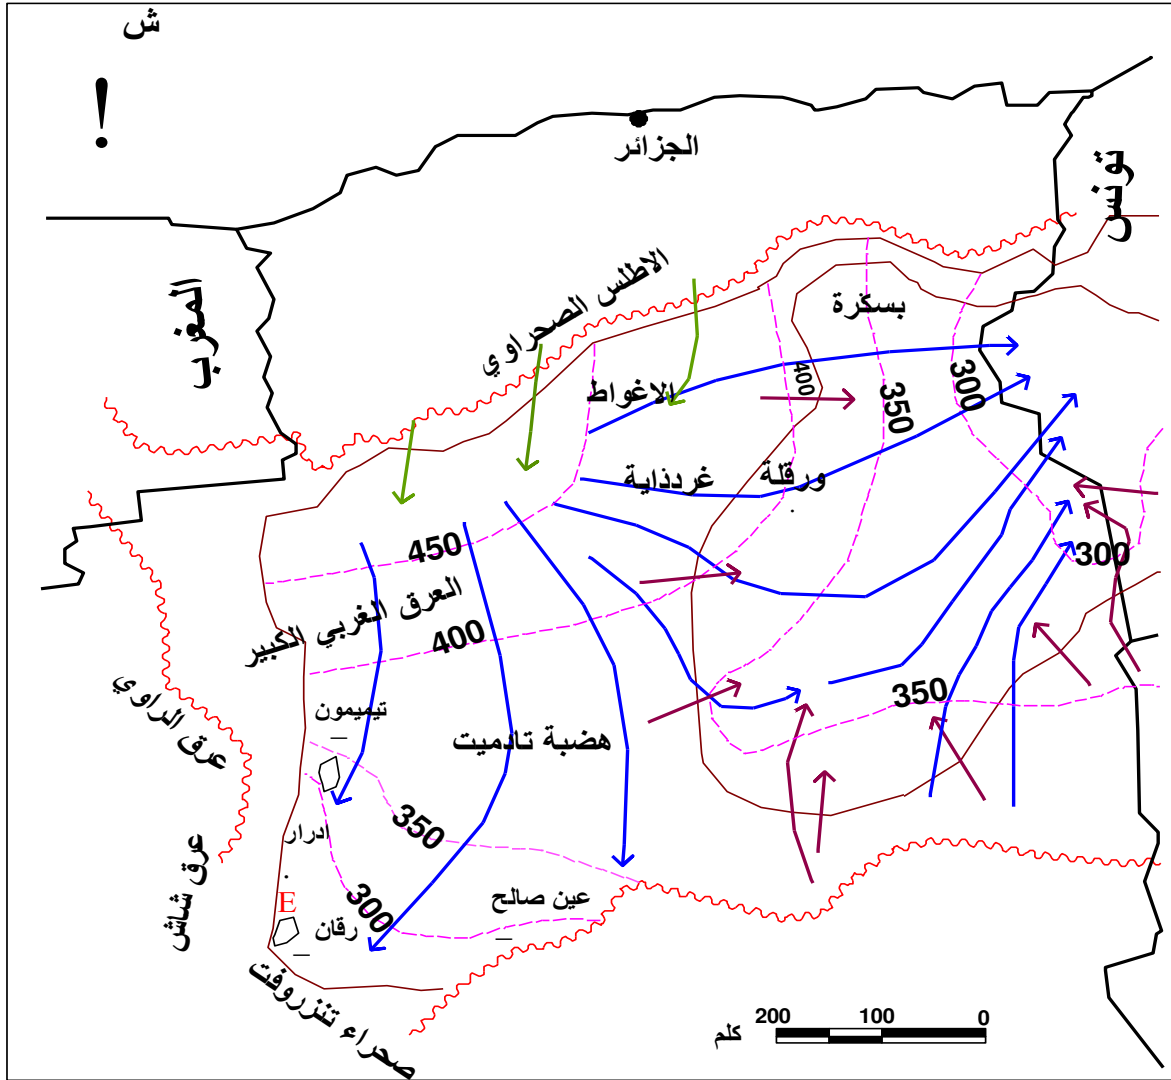 ش
!
الجزائر
تونس
المغرب
الاطلس الصحراوي
بسكرة
الاغواط
400
350
300
غرداية
ورقلة
450
300
العرق الغربي الكبير
400
عرق الراوي
تيميمون
هضبة تادميت
350
350
ادرار
عرق شاش
E
300
رقان
عين صالح
صحراء تنزروفت
كلم
200
100
0